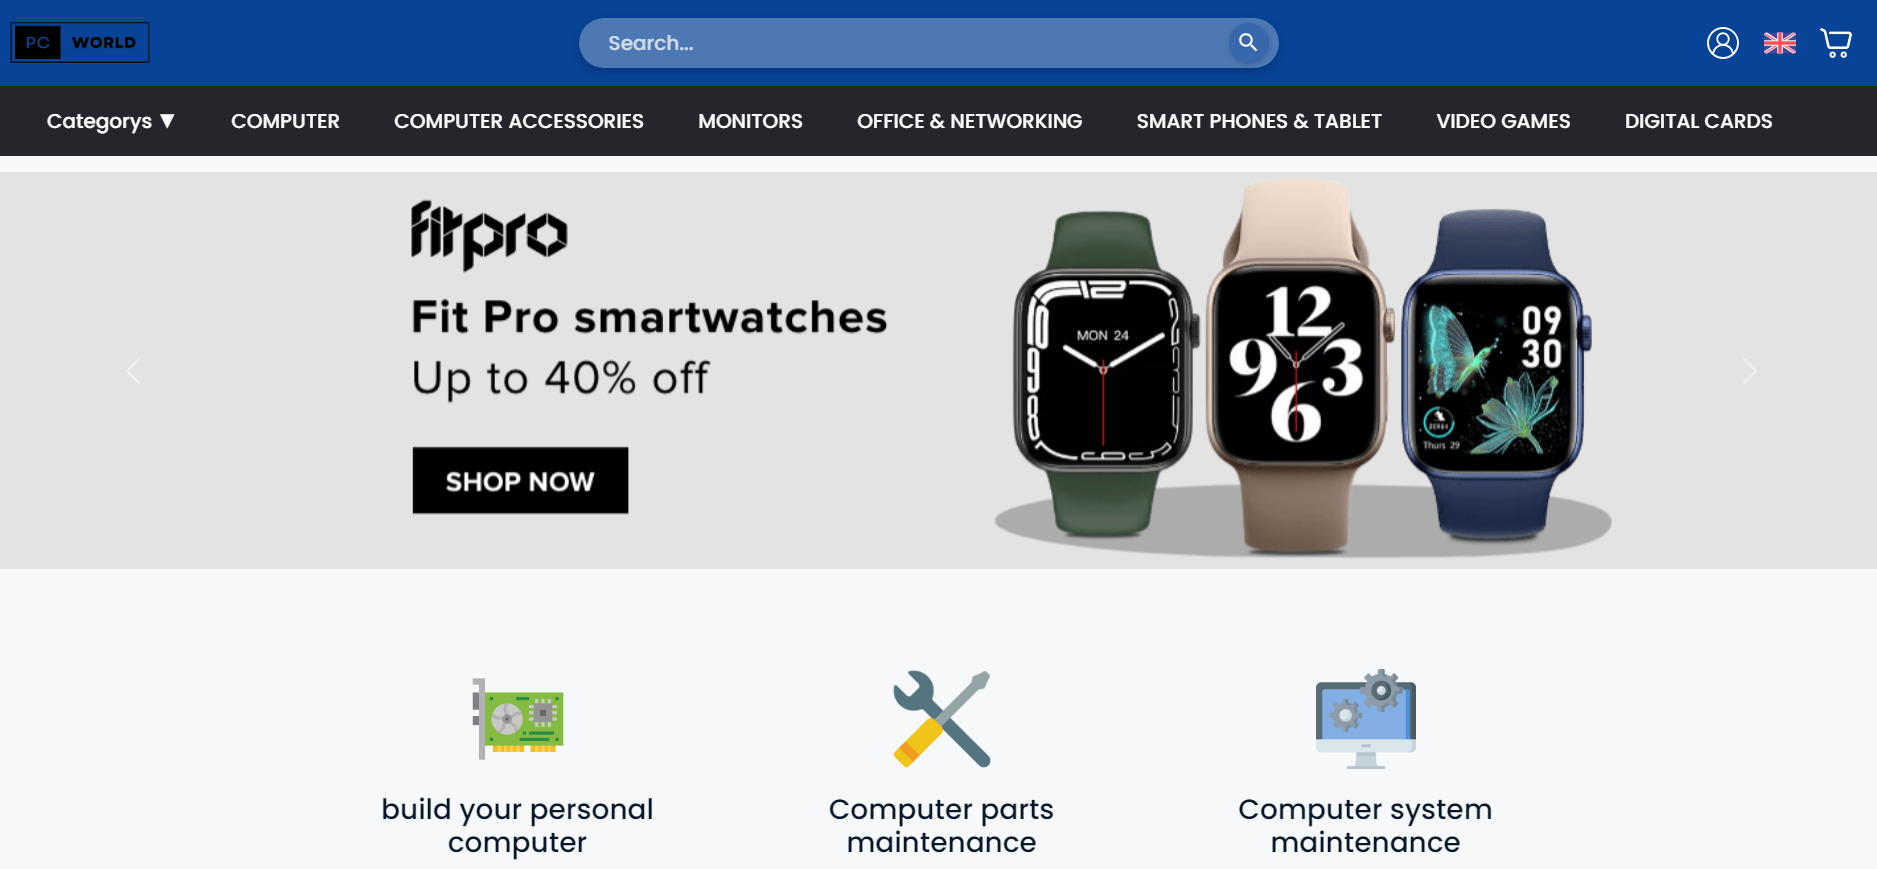 PC WORLD
Search...
Categorys ▼ COMPUTER COMPUTER ACCESSORIES MONITORS OFFICE & NETWORKING SMART PHONES & TABLET VIDEO GAMES DIGITAL CARDS
fitpro
Fit Pro smartwatches
Up to 40% off
SHOP NOW
MON 24
12
9 3
6
09
30
Thurs 29
build your personal
computer
Computer parts
maintenance
Computer system
maintenance